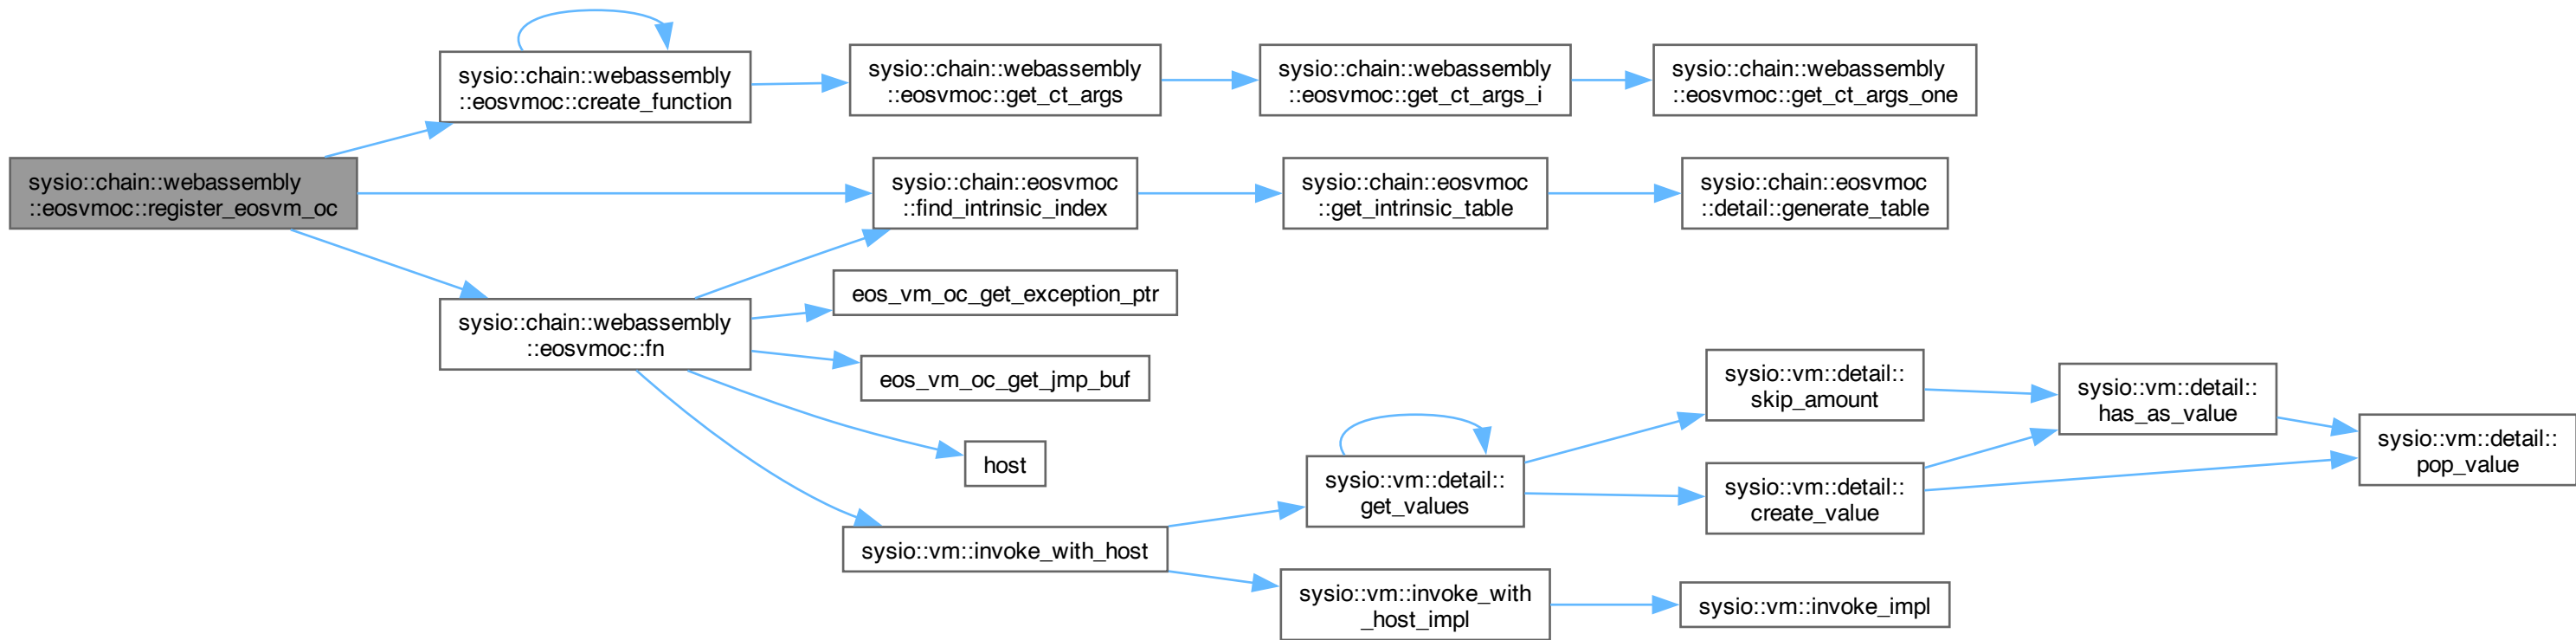 sysio::chain::webassembly
::eosvmoc::register_eosvm_oc
sysio::chain::webassembly
::eosvmoc::create_function
sysio::chain::webassembly
::eosvmoc::get_ct_args
sysio::chain::webassembly
::eosvmoc::get_ct_args_i
sysio::chain::webassembly
::eosvmoc::get_ct_args_one
sysio::chain::eosvmoc
::find_intrinsic_index
sysio::chain::eosvmoc
::get_intrinsic_table
sysio::chain::eosvmoc
::detail::generate_table
sysio::chain::webassembly
::eosvmoc::fn
eos_vm_oc_get_exception_ptr
eos_vm_oc_get_jmp_buf
host
sysio::vm::invoke_with_host
sysio::vm::detail::
get_values
sysio::vm::detail::
skip_amount
sysio::vm::detail::
create_value
sysio::vm::detail::
has_as_value
sysio::vm::detail::
pop_value
sysio::vm::invoke_with
_host_impl
sysio::vm::invoke_impl